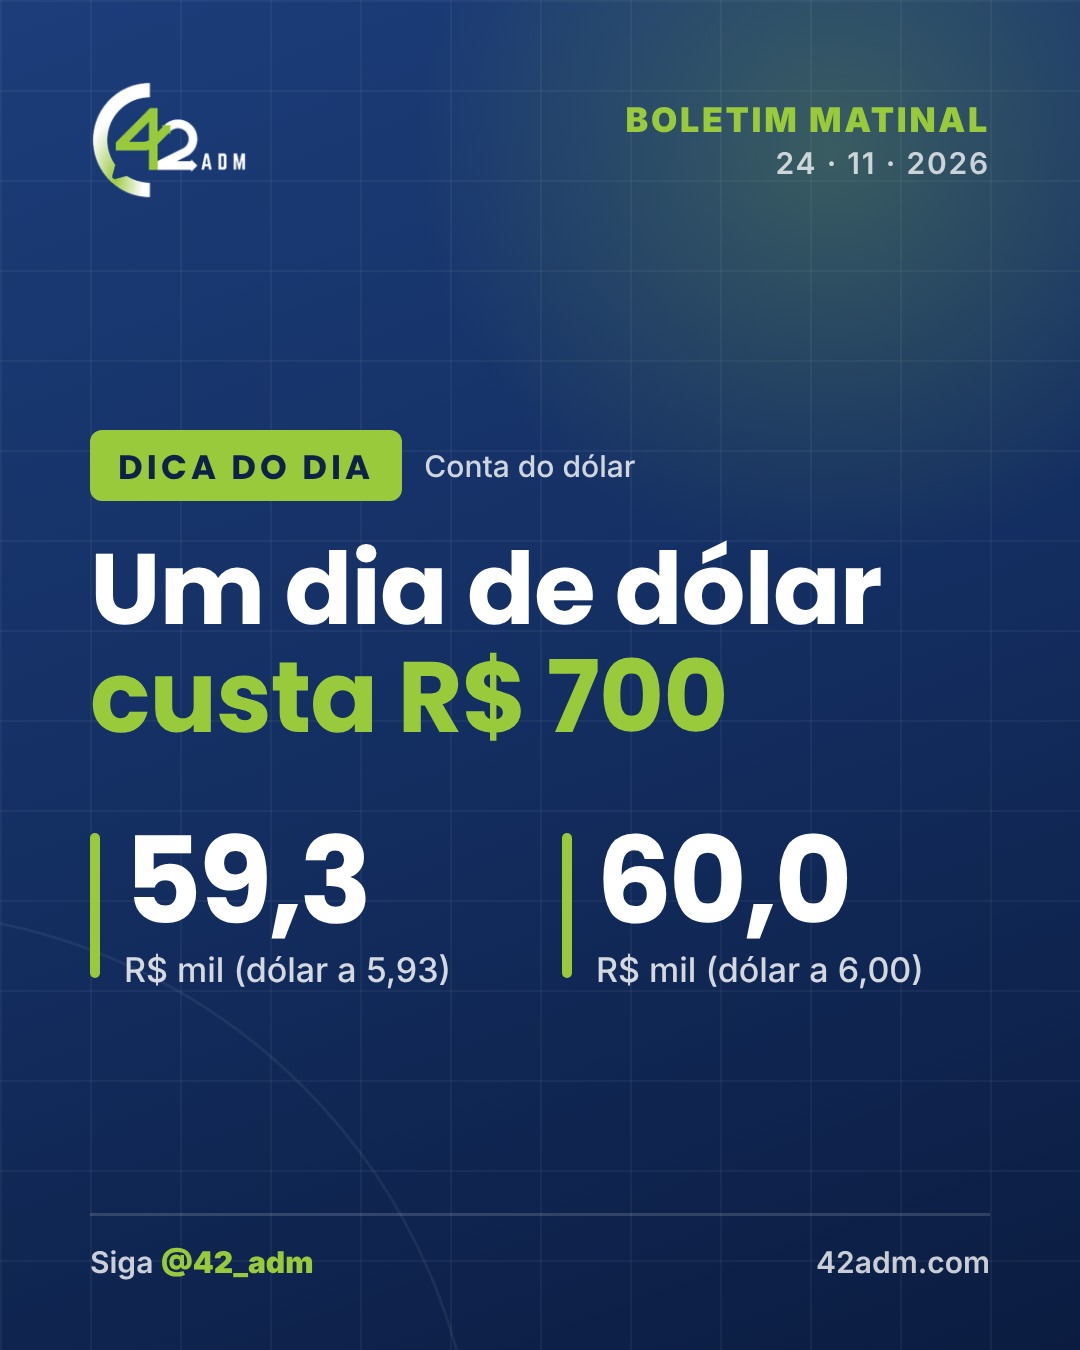 42 ADM
BOLETIM MATINAL
24 · 11 · 2026
DICA DO DIA
Conta do dólar
Um dia de dólar
custa R$ 700
59,3
R$ mil (dólar a 5,93)
60,0
R$ mil (dólar a 6,00)
Siga @42_adm
42adm.com